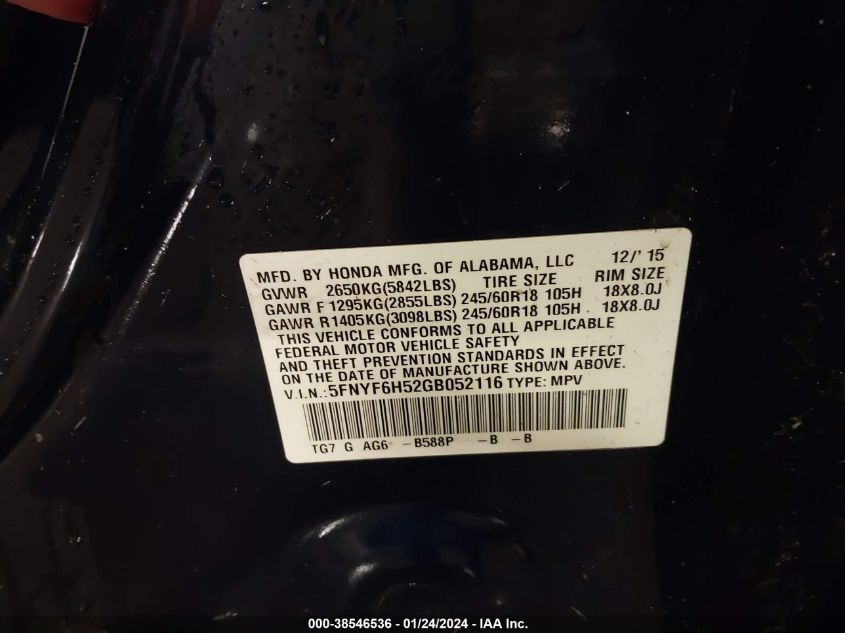 MFD. BY HONDA MFG. OF ALABAMA, LLC 12/' 15
GVWR 2650KG(5842LBS) TIRE SIZE RIM SIZE
GAWR F 1295KG(2855LBS) 245/60R18 105H 18X8.0J
GAWR R1405KG(3098LBS) 245/60R18 105H 18X8.0J
THIS VEHICLE CONFORMS TO ALL APPLICABLE
FEDERAL MOTOR VEHICLE SAFETY
AND THEFT PREVENTION STANDARDS IN EFFECT
ON THE DATE OF MANUFACTURE SHOWN ABOVE.
V.I.N.:5FNYF6H52GB052116 TYPE: MPV
TG7 G AG6 -B588P -B -B
000-38546536 - 01/24/2024 - IAA Inc.